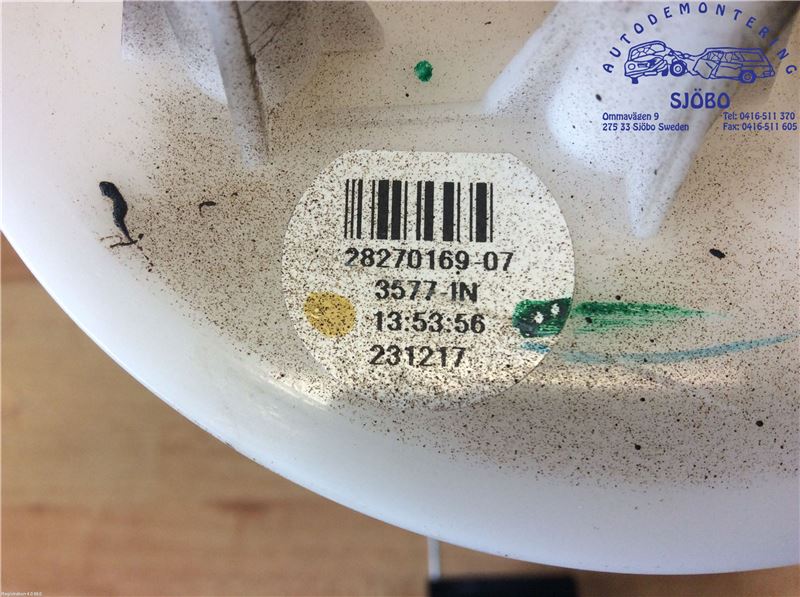 AUTODEMONTERING
SJÖBO
Ommavägen 9
275 33 Sjöbo Sweden
Tel: 0416-511 370
Fax: 0416-511 605
28270169-07
3577-IN
13:53:56
231217